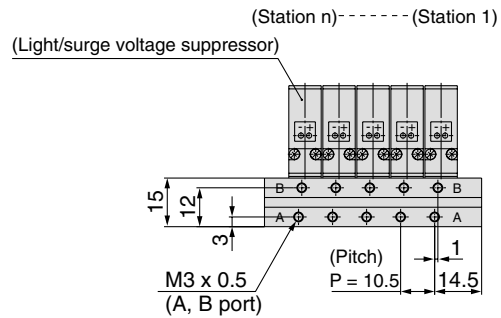 (Station n)------(Station 1)
(Light/surge voltage suppressor)
- + - + - + - + - +
B B
A A
15
12
3
1
(Pitch)
P = 10.5
14.5
M3 x 0.5
(A, B port)